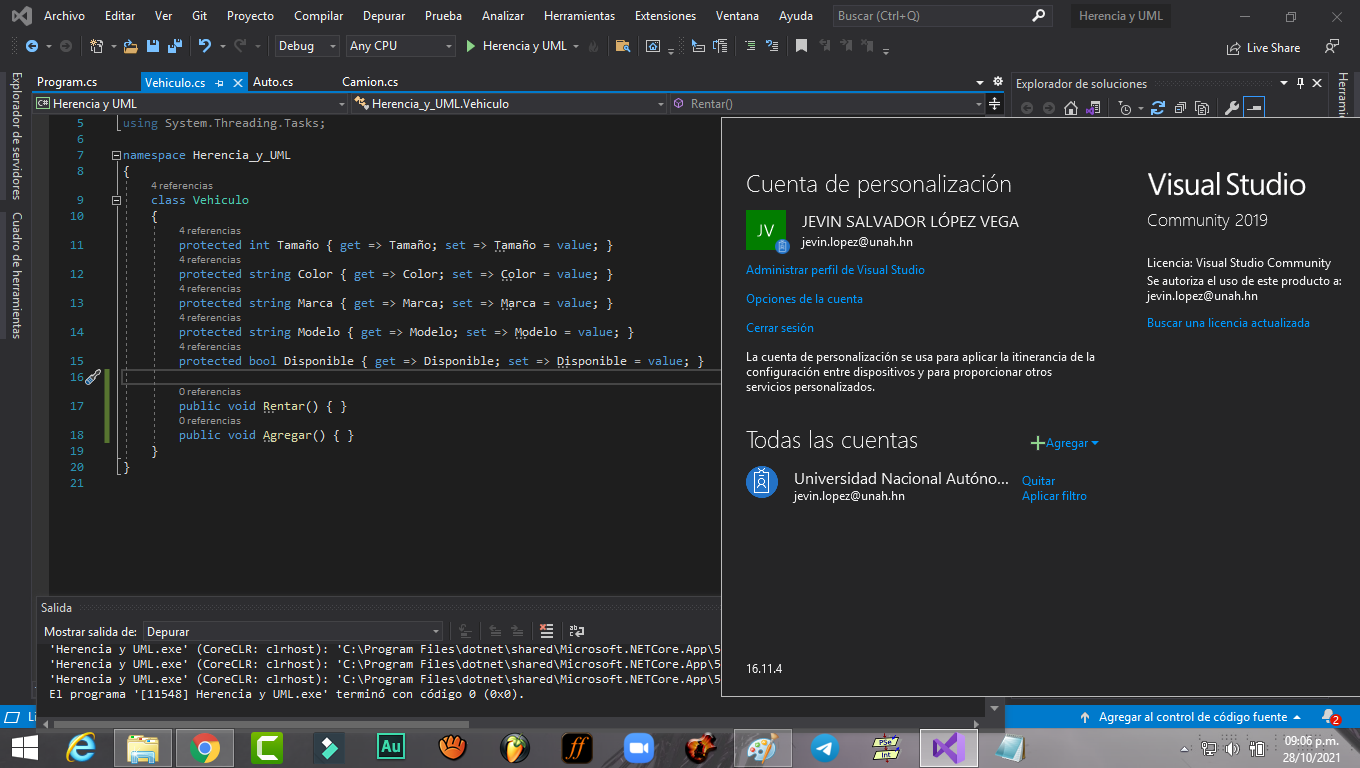 Archivo Editar Ver Git Proyecto Compilar Depurar Prueba Analizar Herramientas Extensiones Ventana Ayuda Buscar (Ctrl+Q) Herencia y UML
Debug Any CPU Herencia y UML Live Share
Explorador de servidores
Cuadro de herramientas
Program.cs Vehiculo.cs Auto.cs Camion.cs
Herencia y UML Herencia_y_UML.Vehiculo Rentar()
5 using System.Threading.Tasks;
6
7 namespace Herencia_y_UML
8 {
4 referencias
9 class Vehiculo
10 {
4 referencias
11 protected int Tamaño { get => Tamaño; set => Tamaño = value; }
4 referencias
12 protected string Color { get => Color; set => Color = value; }
4 referencias
13 protected string Marca { get => Marca; set => Marca = value; }
4 referencias
14 protected string Modelo { get => Modelo; set => Modelo = value; }
4 referencias
15 protected bool Disponible { get => Disponible; set => Disponible = value; }
16
0 referencias
17 public void Rentar() { }
0 referencias
18 public void Agregar() { }
19 }
20 }
21
Explorador de soluciones
Herramie
Cuenta de personalización
JV
JEVIN SALVADOR LÓPEZ VEGA
jevin.lopez@unah.hn
Administrar perfil de Visual Studio
Opciones de la cuenta
Cerrar sesión
La cuenta de personalización se usa para aplicar la itinerancia de la
configuración entre dispositivos y para proporcionar otros
servicios personalizados.
Todas las cuentas Agregar
Universidad Nacional Autóno... Quitar
jevin.lopez@unah.hn Aplicar filtro
16.11.4
Visual Studio
Community 2019
Licencia: Visual Studio Community
Se autoriza el uso de este producto a:
jevin.lopez@unah.hn
Buscar una licencia actualizada
Salida
Mostrar salida de: Depurar
'Herencia y UML.exe' (CoreCLR: clrhost): 'C:\Program Files\dotnet\shared\Microsoft.NETCore.App\5
'Herencia y UML.exe' (CoreCLR: clrhost): 'C:\Program Files\dotnet\shared\Microsoft.NETCore.App\5
'Herencia y UML.exe' (CoreCLR: clrhost): 'C:\Program Files\dotnet\shared\Microsoft.NETCore.App\5
El programa '[11548] Herencia y UML.exe' terminó con código 0 (0x0).
Li Agregar al control de código fuente 2
Au ff PSe Int
09:06 p.m.
28/10/2021